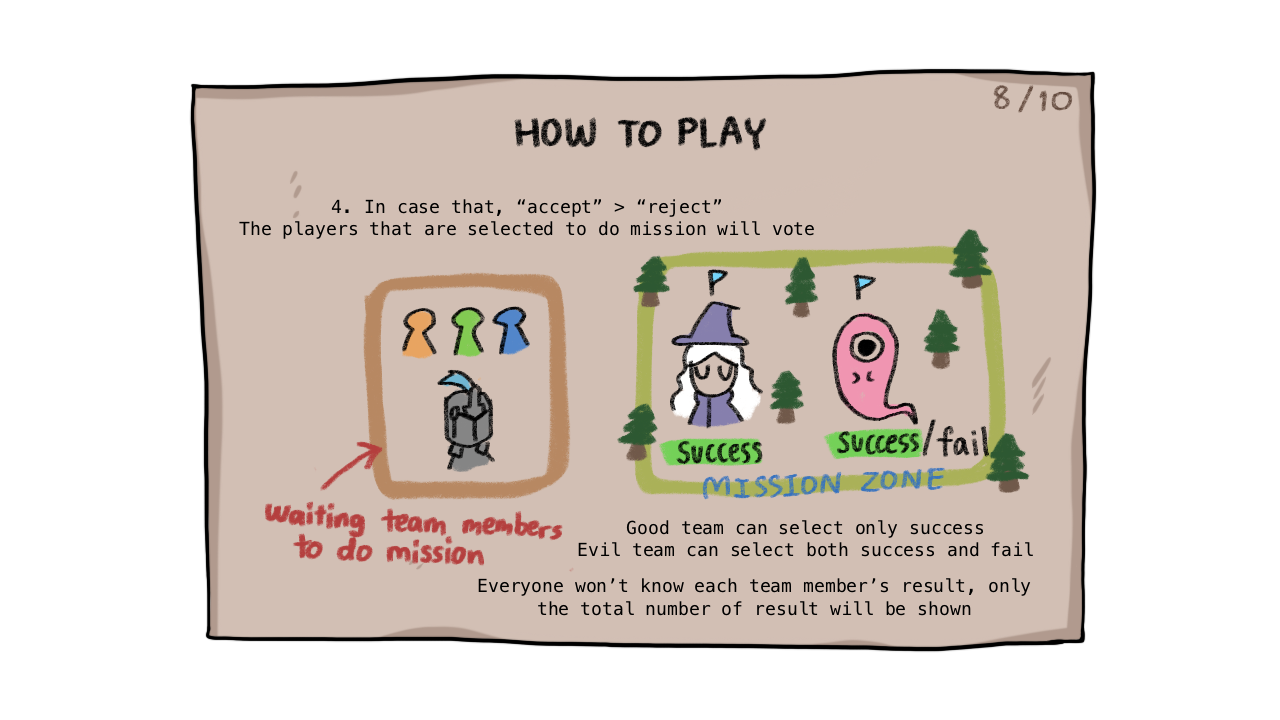 8/10
HOW TO PLAY
4. In case that, “accept” > “reject”
The players that are selected to do mission will vote
Success
Success/fail
MISSION ZONE
Waiting team members
to do mission
Good team can select only success
Evil team can select both success and fail
Everyone won’t know each team member’s result, only
the total number of result will be shown